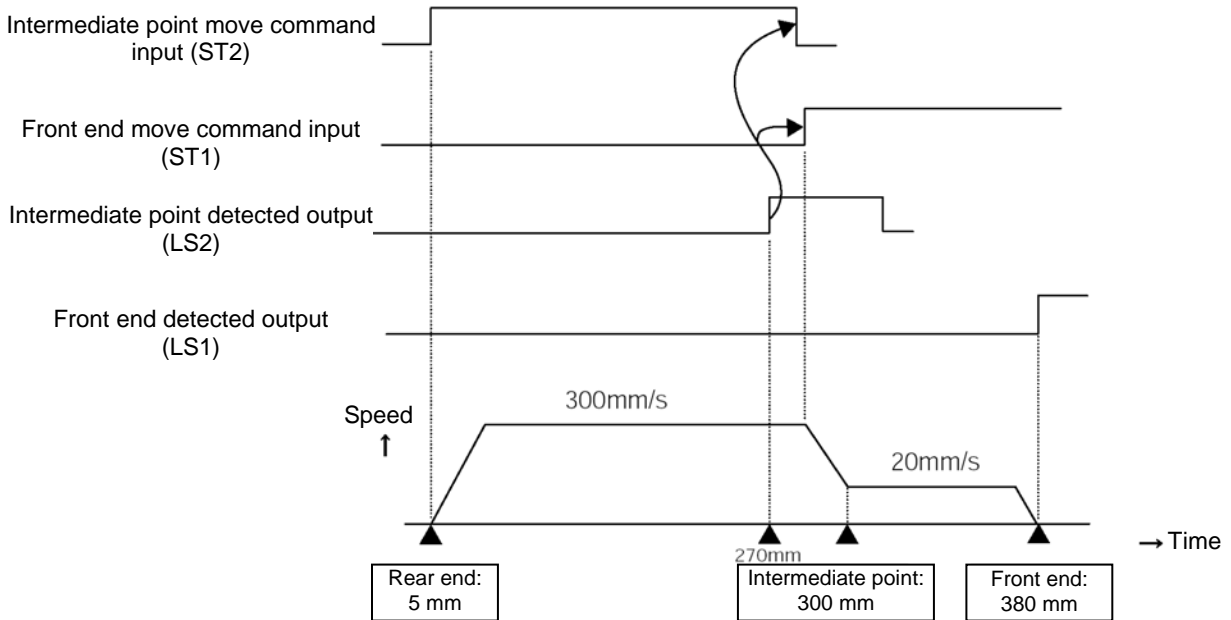 Intermediate point move command
input (ST2)
Front end move command input
(ST1)
Intermediate point detected output
(LS2)
Front end detected output
(LS1)
Speed
↑
300mm/s
20mm/s
→ Time
270mm
Rear end:
5 mm
Intermediate point:
300 mm
Front end:
380 mm